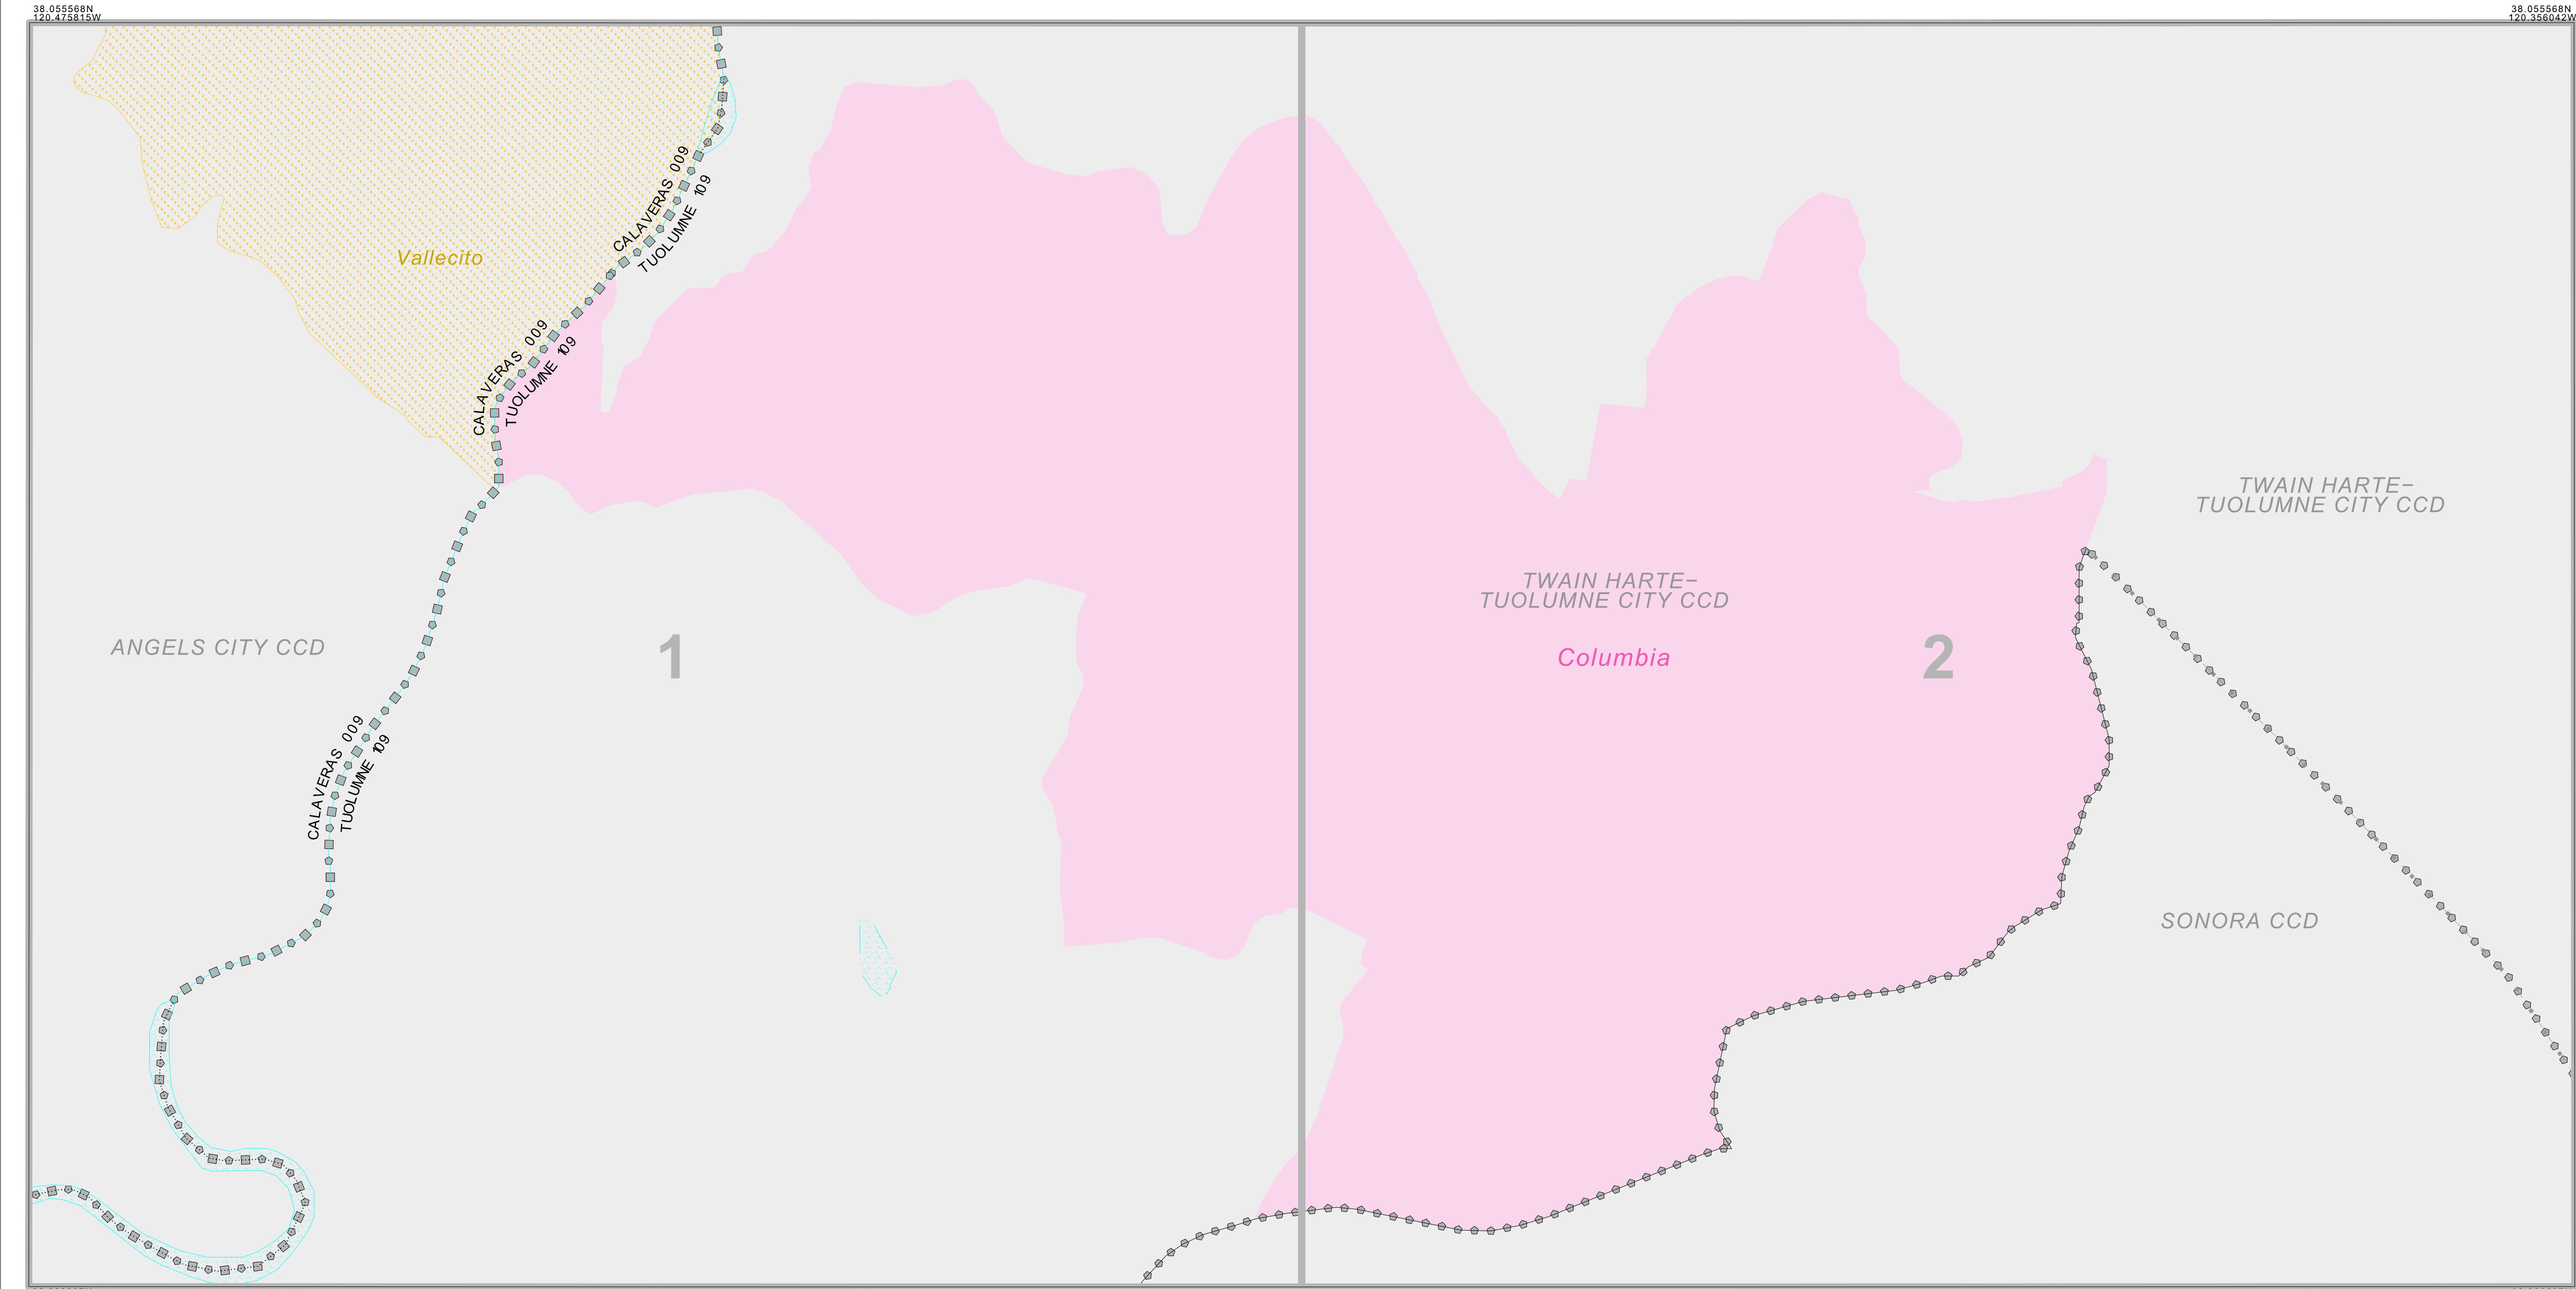 38.055568N
120.475815W
38.055568N
120.356042W
CALAVERAS 009
TUOLUMNE 109
Vallecito
CALAVERAS 009
TUOLUMNE 109
TWAIN HARTE–
TUOLUMNE CITY CCD
TWAIN HARTE–
TUOLUMNE CITY CCD
ANGELS CITY CCD
1
Columbia
2
CALAVERAS 009
TUOLUMNE 109
SONORA CCD